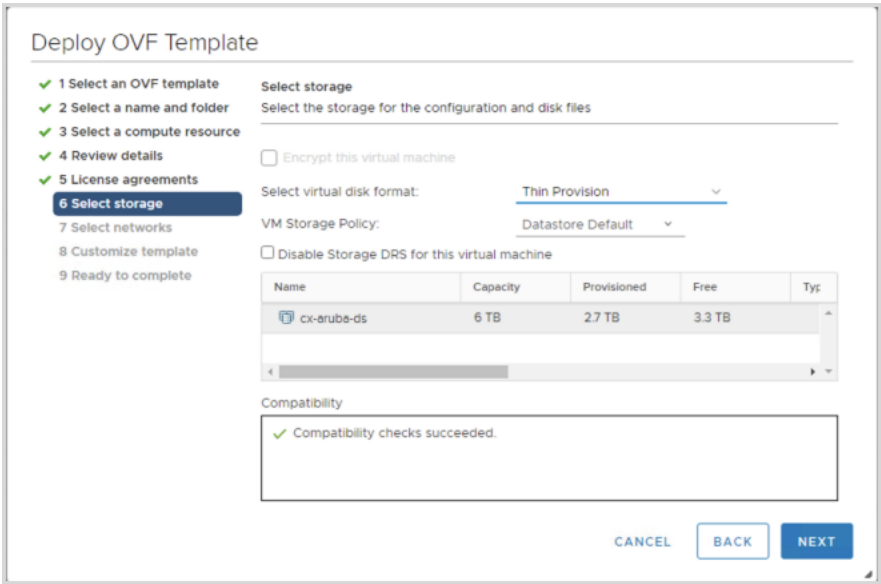 Deploy OVF Template
1 Select an OVF template
2 Select a name and folder
3 Select a compute resource
4 Review details
5 License agreements
6 Select storage
7 Select networks
8 Customize template
9 Ready to complete
Select storage
Select the storage for the configuration and disk files
Encrypt this virtual machine
Select virtual disk format: Thin Provision
VM Storage Policy: Datastore Default
Disable Storage DRS for this virtual machine
Name Capacity Provisioned Free Typ
cx-aruba-ds 6 TB 2.7 TB 3.3 TB
Compatibility
Compatibility checks succeeded.
CANCEL BACK NEXT